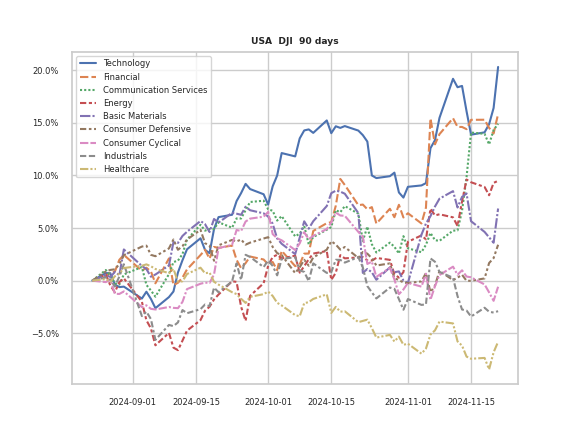 USA DJI 90 days
Technology
Financial
Communication Services
Energy
Basic Materials
Consumer Defensive
Consumer Cyclical
Industrials
Healthcare
20.0%
15.0%
10.0%
5.0%
0.0%
−5.0%
2024-09-01 2024-09-15 2024-10-01 2024-10-15 2024-11-01 2024-11-15